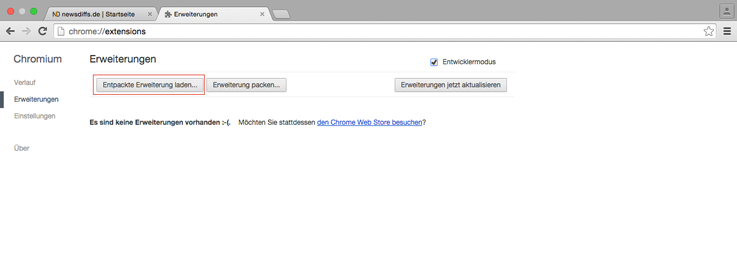 ND newsdiffs.de | Startseite
Erweiterungen
chrome://extensions
Chromium
Erweiterungen
Entwicklermodus
Verlauf
Erweiterungen
Einstellungen
Über
Entpackte Erweiterung laden...
Erweiterung packen...
Erweiterungen jetzt aktualisieren
Es sind keine Erweiterungen vorhanden :-(. Möchten Sie stattdessen den Chrome Web Store besuchen?